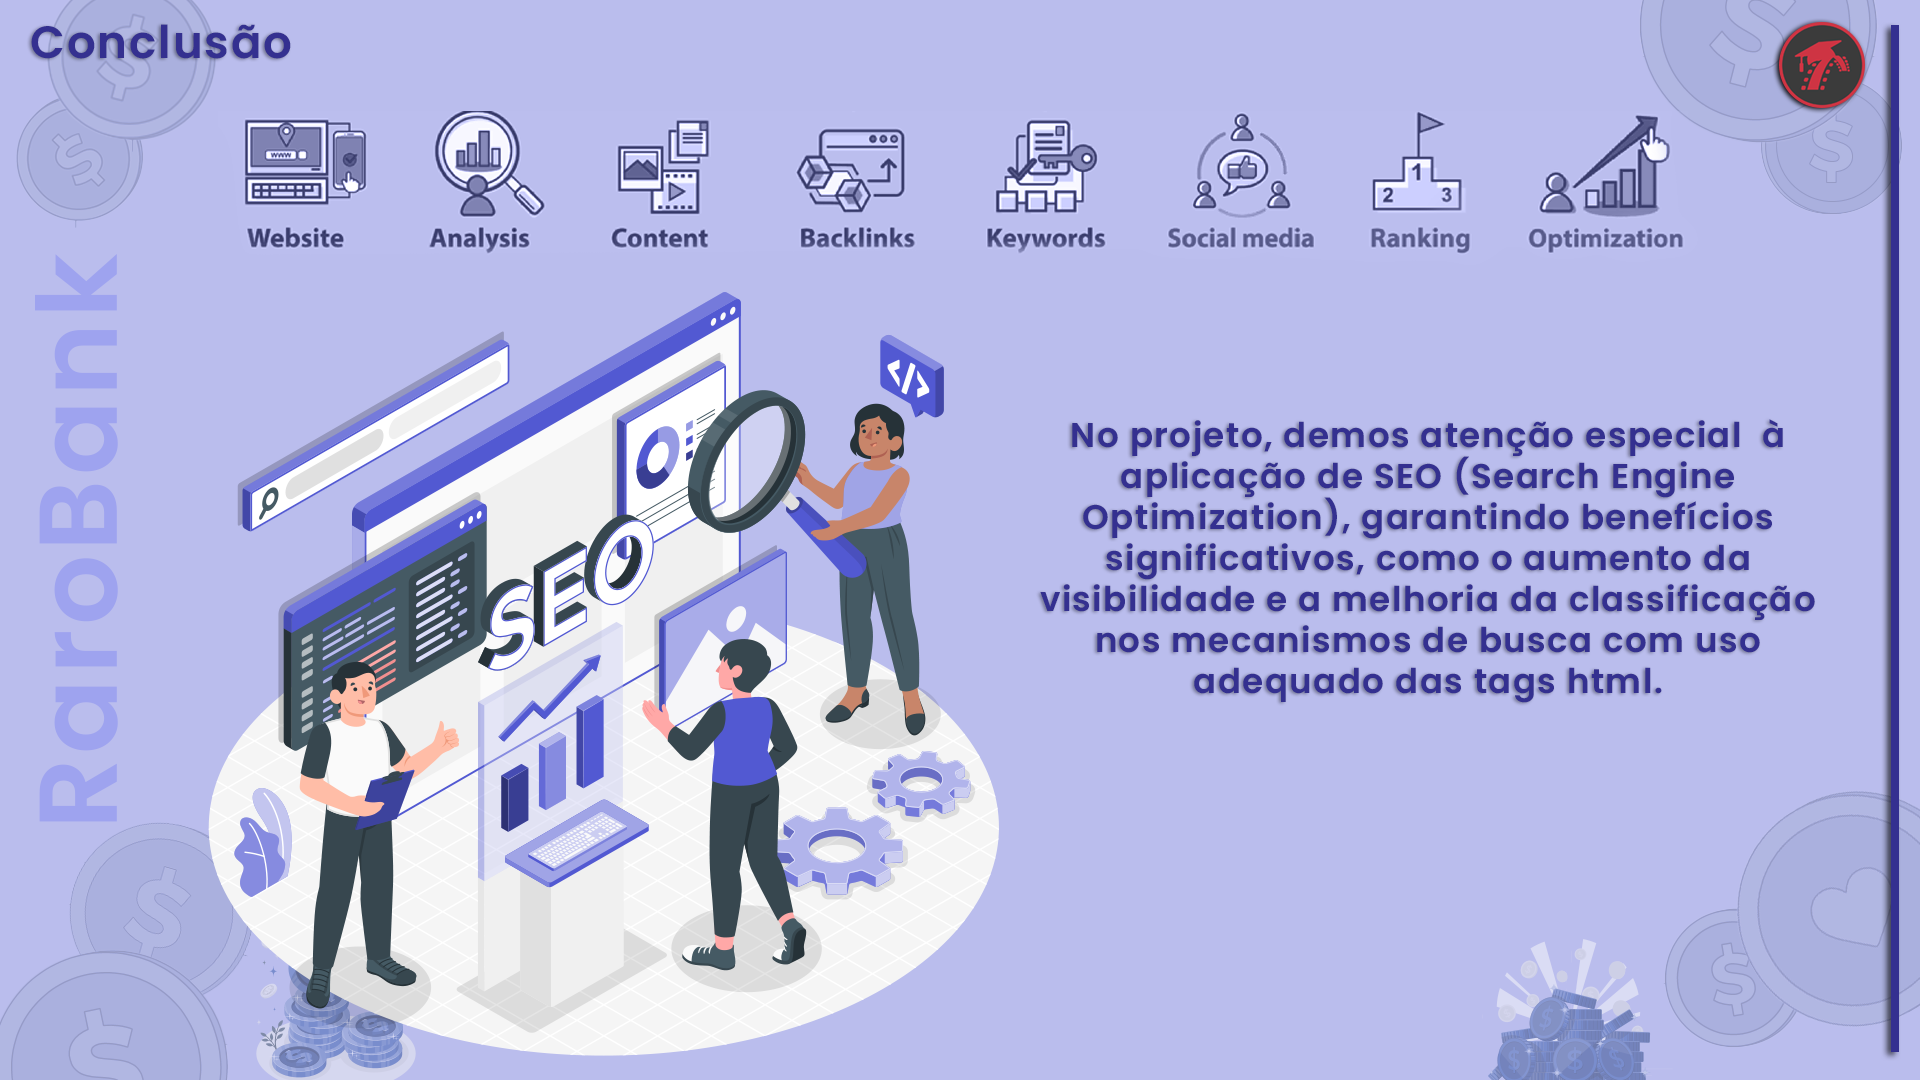 Conclusão
www
1
2
3
Website
Analysis
Content
Backlinks
Keywords
Social media
Ranking
Optimization
RaroBank
</>
SEO
No projeto, demos atenção especial à
aplicação de SEO (Search Engine
Optimization), garantindo benefícios
significativos, como o aumento da
visibilidade e a melhoria da classificação
nos mecanismos de busca com uso
adequado das tags html.